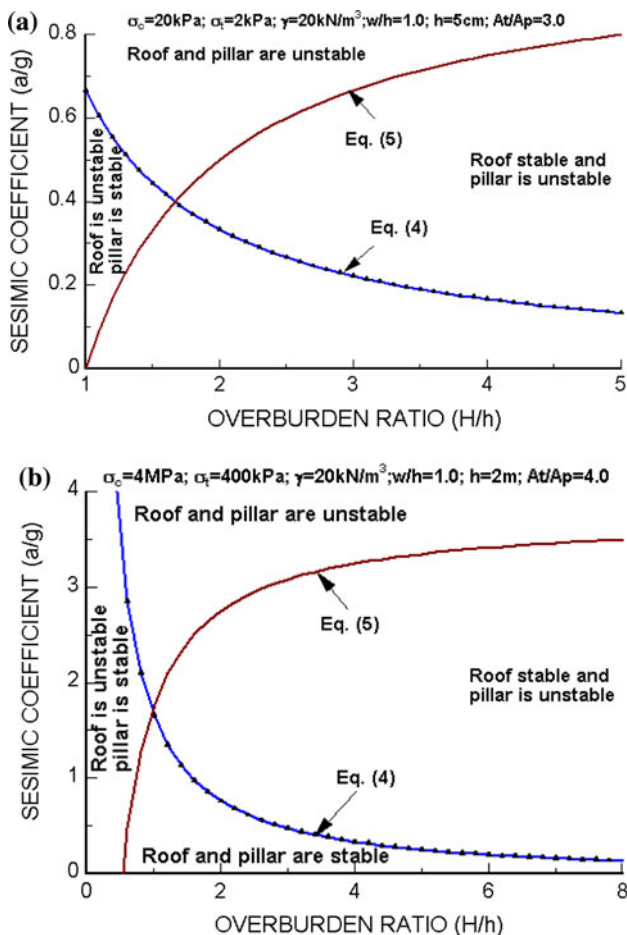 (a) σc=20kPa; σt=2kPa; γ=20kN/m³;w/h=1.0; h=5cm; At/Ap=3.0
0.8
Roof and pillar are unstable
0.6
Eq. (5)
Roof stable and
pillar is unstable
SESIMIC COEFFICIENT (a/g)
Roof is unstable
pillar is stable
0.4
Eq. (4)
0.2
0
1 2 3 4 5
OVERBURDEN RATIO (H/h)
(b) σc=4MPa; σt=400kPa; γ=20kN/m³;w/h=1.0; h=2m; At/Ap=4.0
4
Roof and pillar are unstable
3
Eq. (5)
SESIMIC COEFFICIENT (a/g)
Roof is unstable
pillar is stable
2
Roof stable and
pillar is unstable
1
Eq. (4)
Roof and pillar are stable
0
0 2 4 6 8
OVERBURDEN RATIO (H/h)